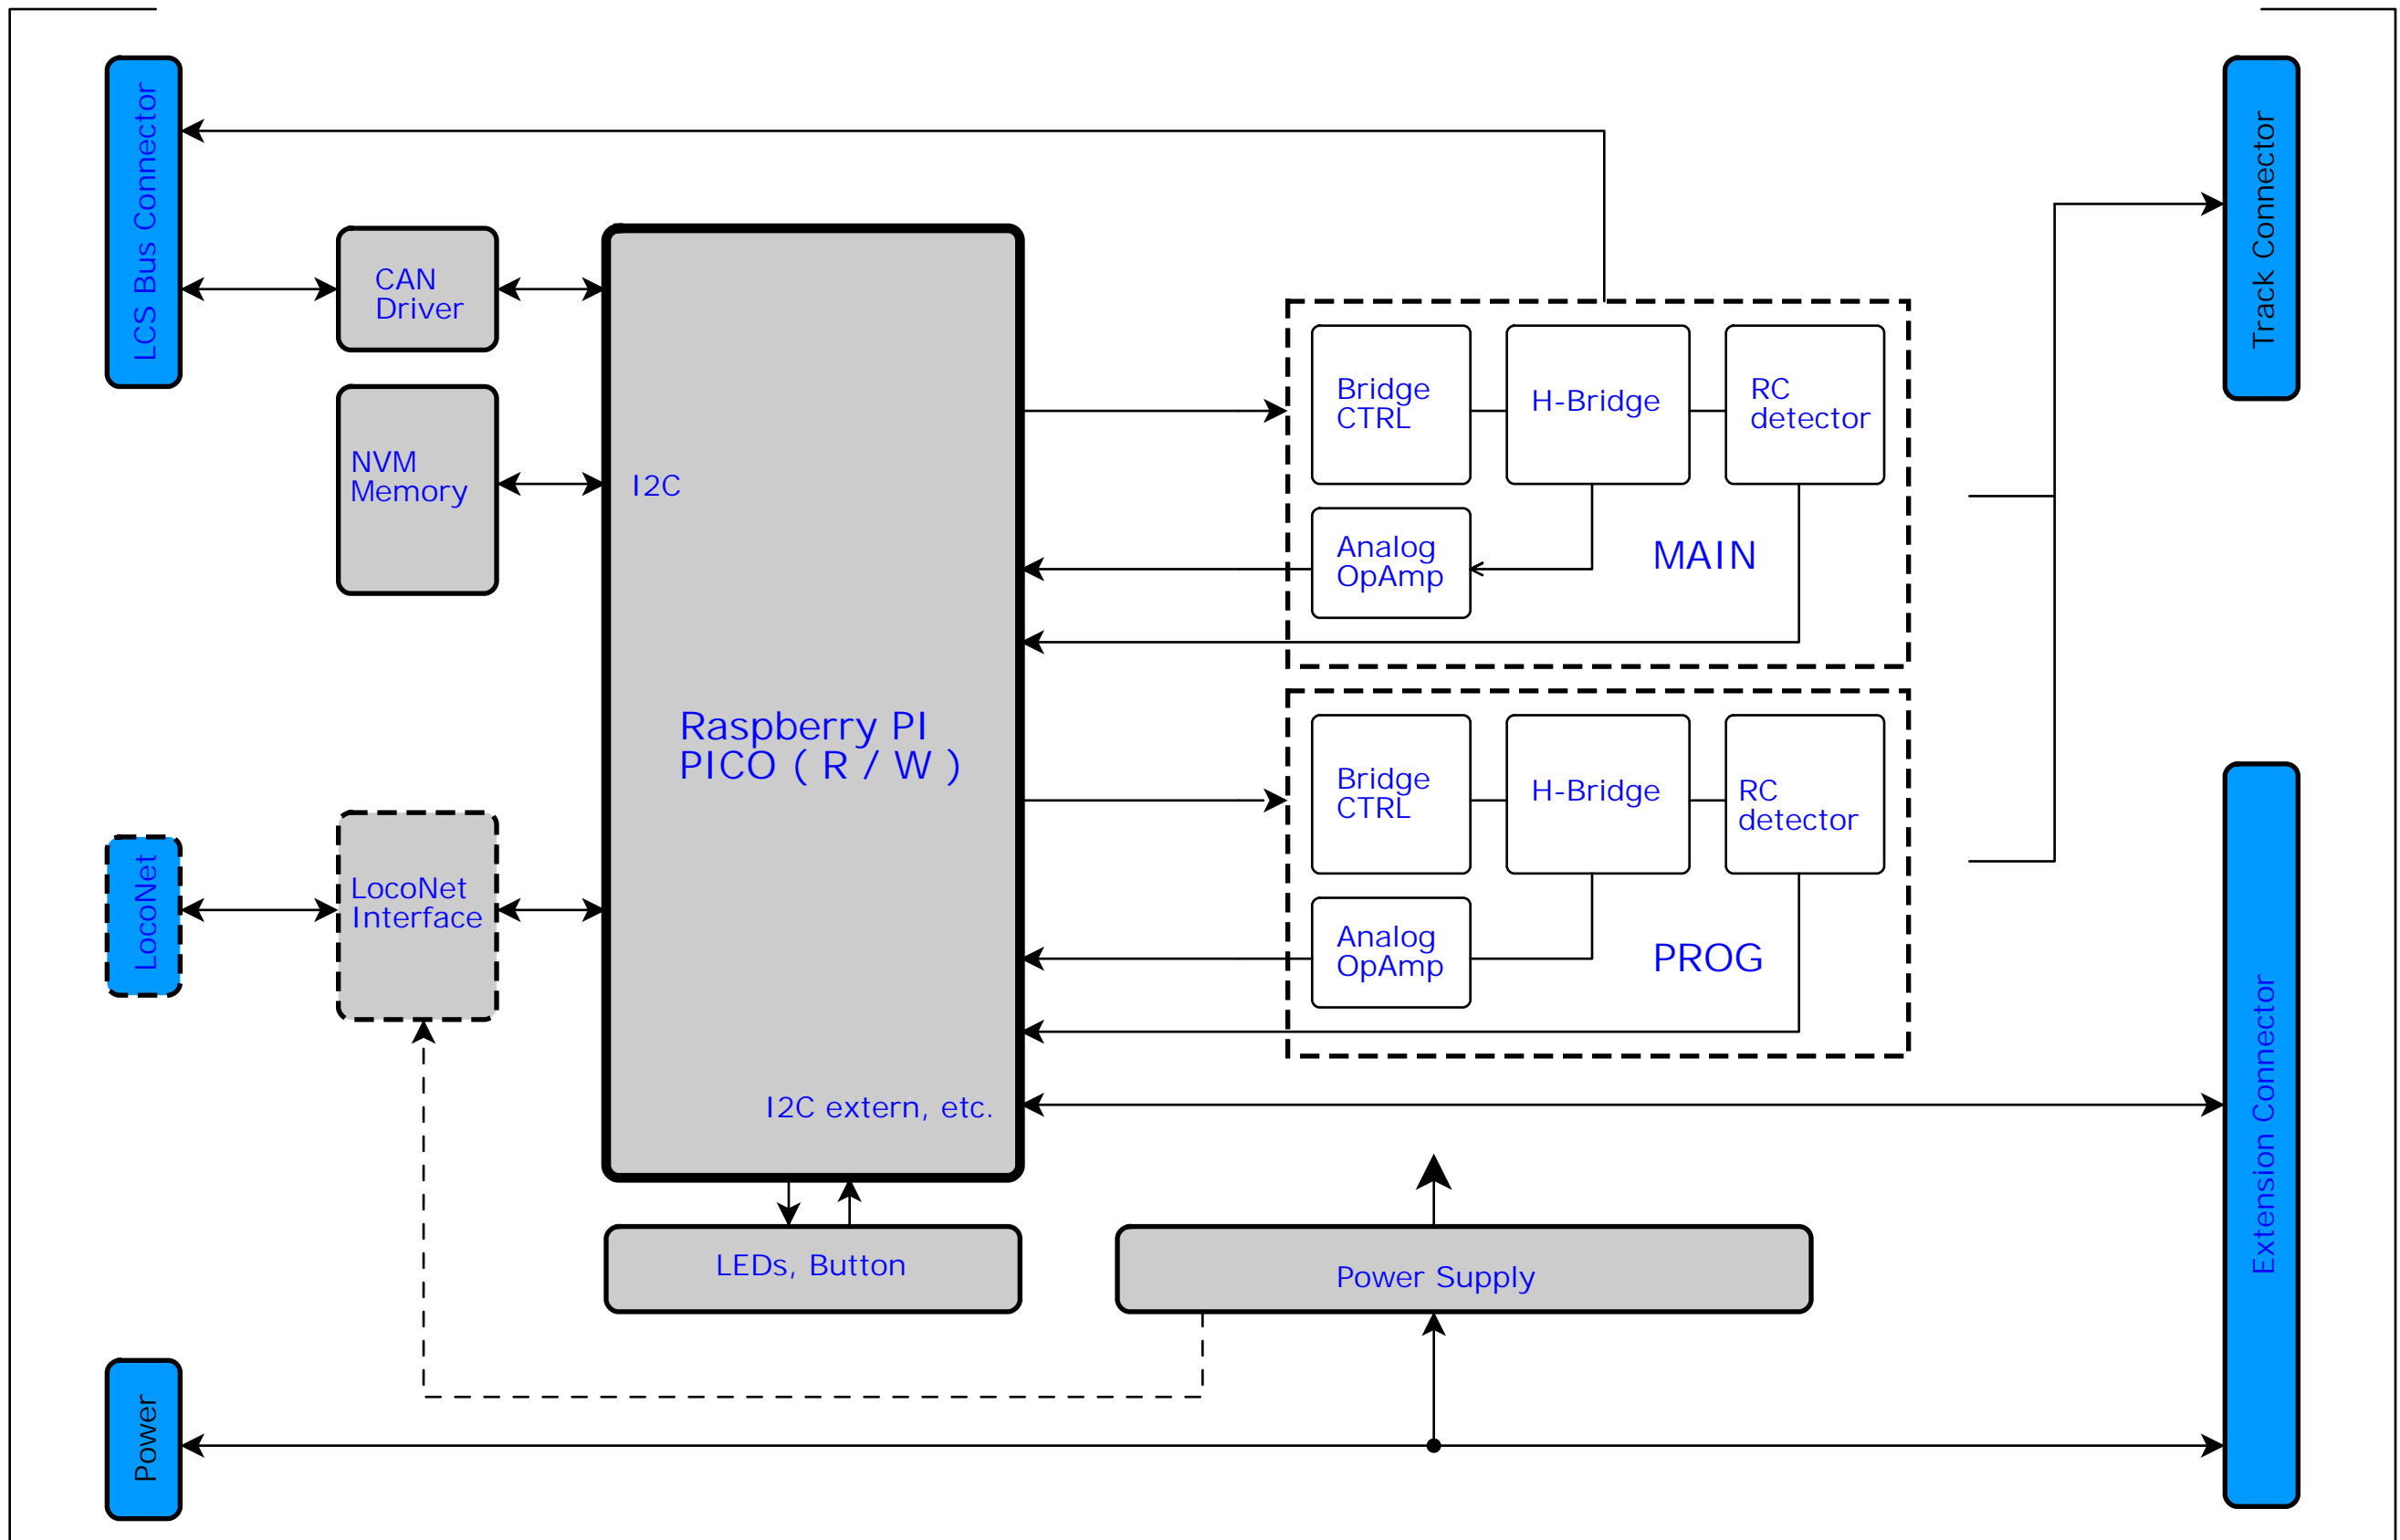 LCS Bus Connector
Track Connector
CAN
Driver
NVM
Memory
I2C
Bridge
CTRL
H-Bridge
RC
detector
Analog
OpAmp
MAIN
Raspberry PI
PICO ( R / W )
Bridge
CTRL
H-Bridge
RC
detector
Analog
OpAmp
PROG
LocoNet
LocoNet
Interface
I2C extern, etc.
Extension Connector
LEDs, Button
Power Supply
Power